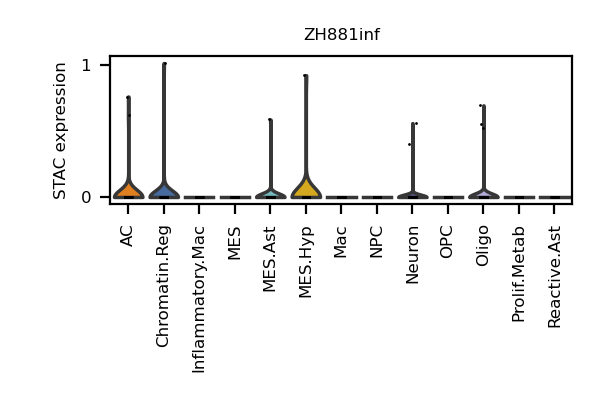 ZH881inf
STAC expression
1
0
AC
Chromatin.Reg
Inflammatory.Mac
MES
MES.Ast
MES.Hyp
Mac
NPC
Neuron
OPC
Oligo
Prolif.Metab
Reactive.Ast